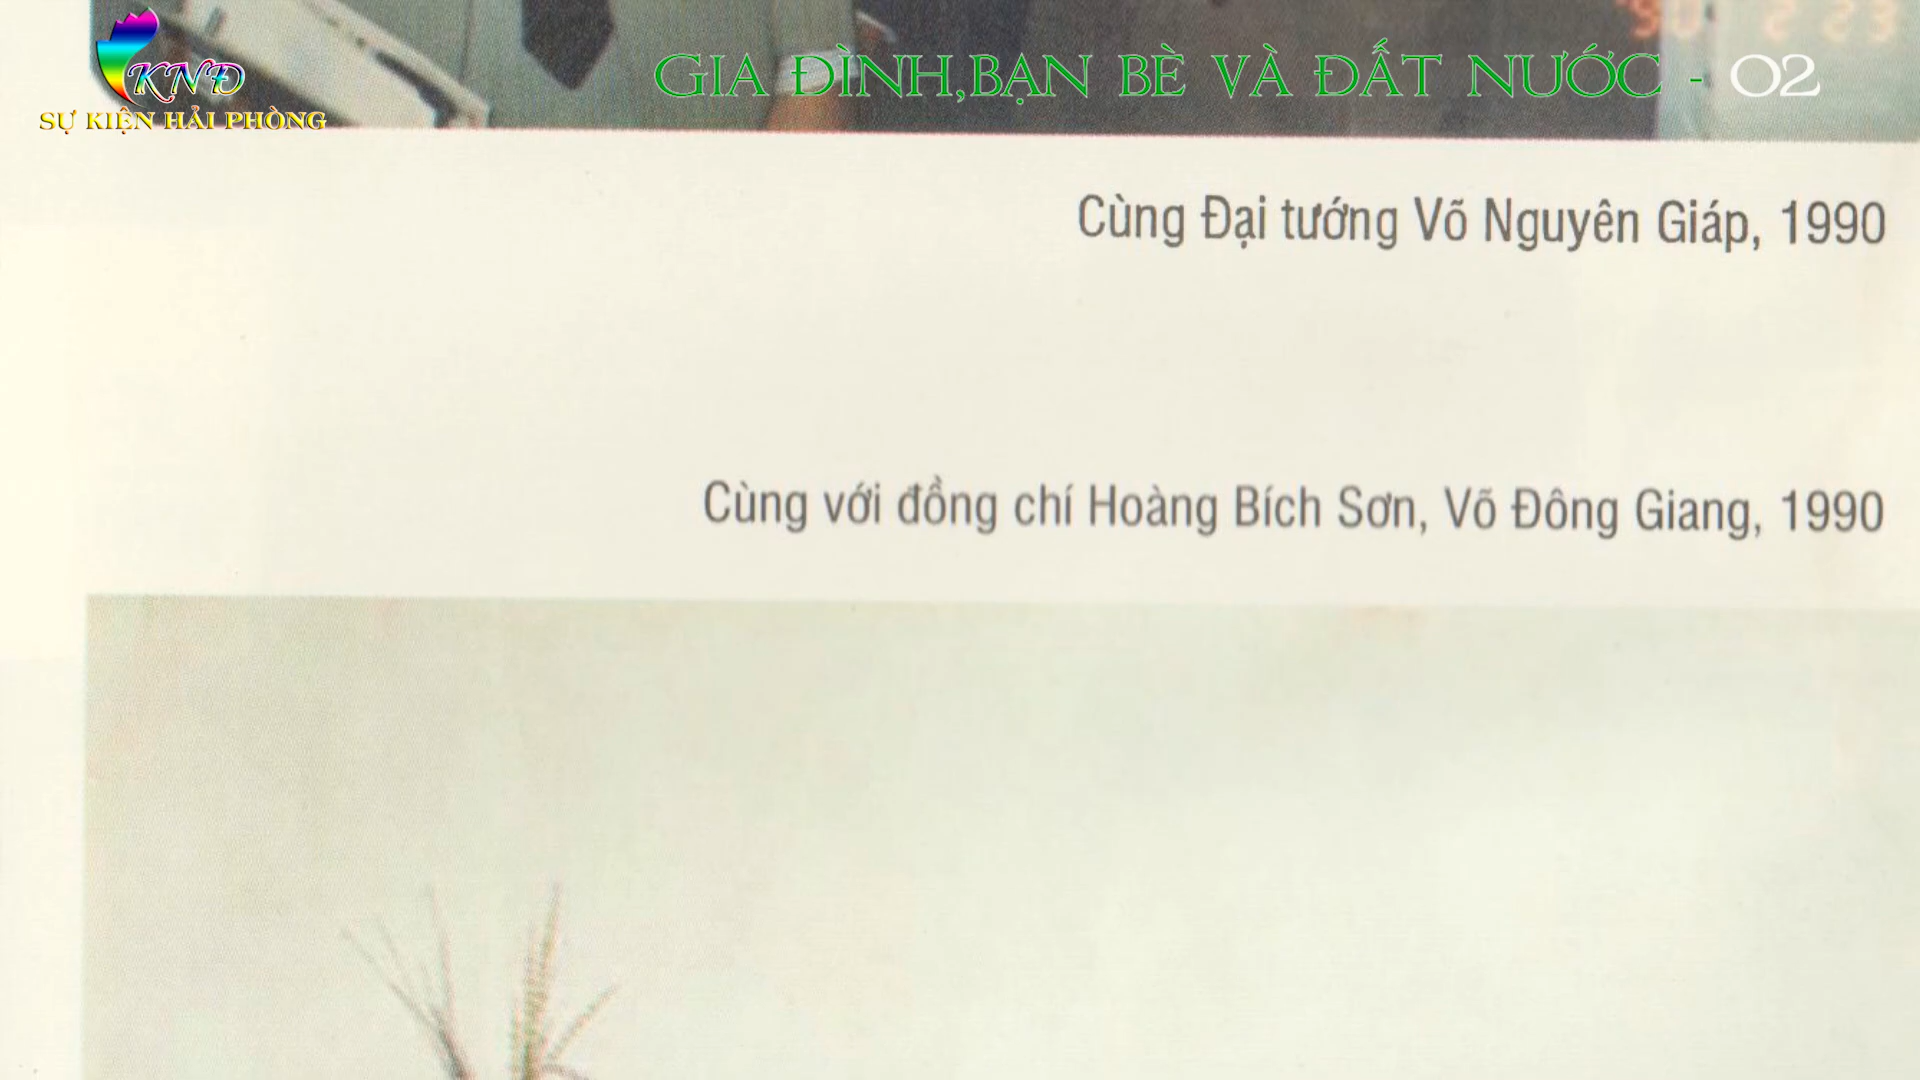 KNĐ
SỰ KIỆN HẢI PHÒNG
GIA ĐÌNH,BẠN BÈ VÀ ĐẤT NƯỚC - 02
Cùng Đại tướng Võ Nguyên Giáp, 1990
Cùng với đồng chí Hoàng Bích Sơn, Võ Đông Giang, 1990